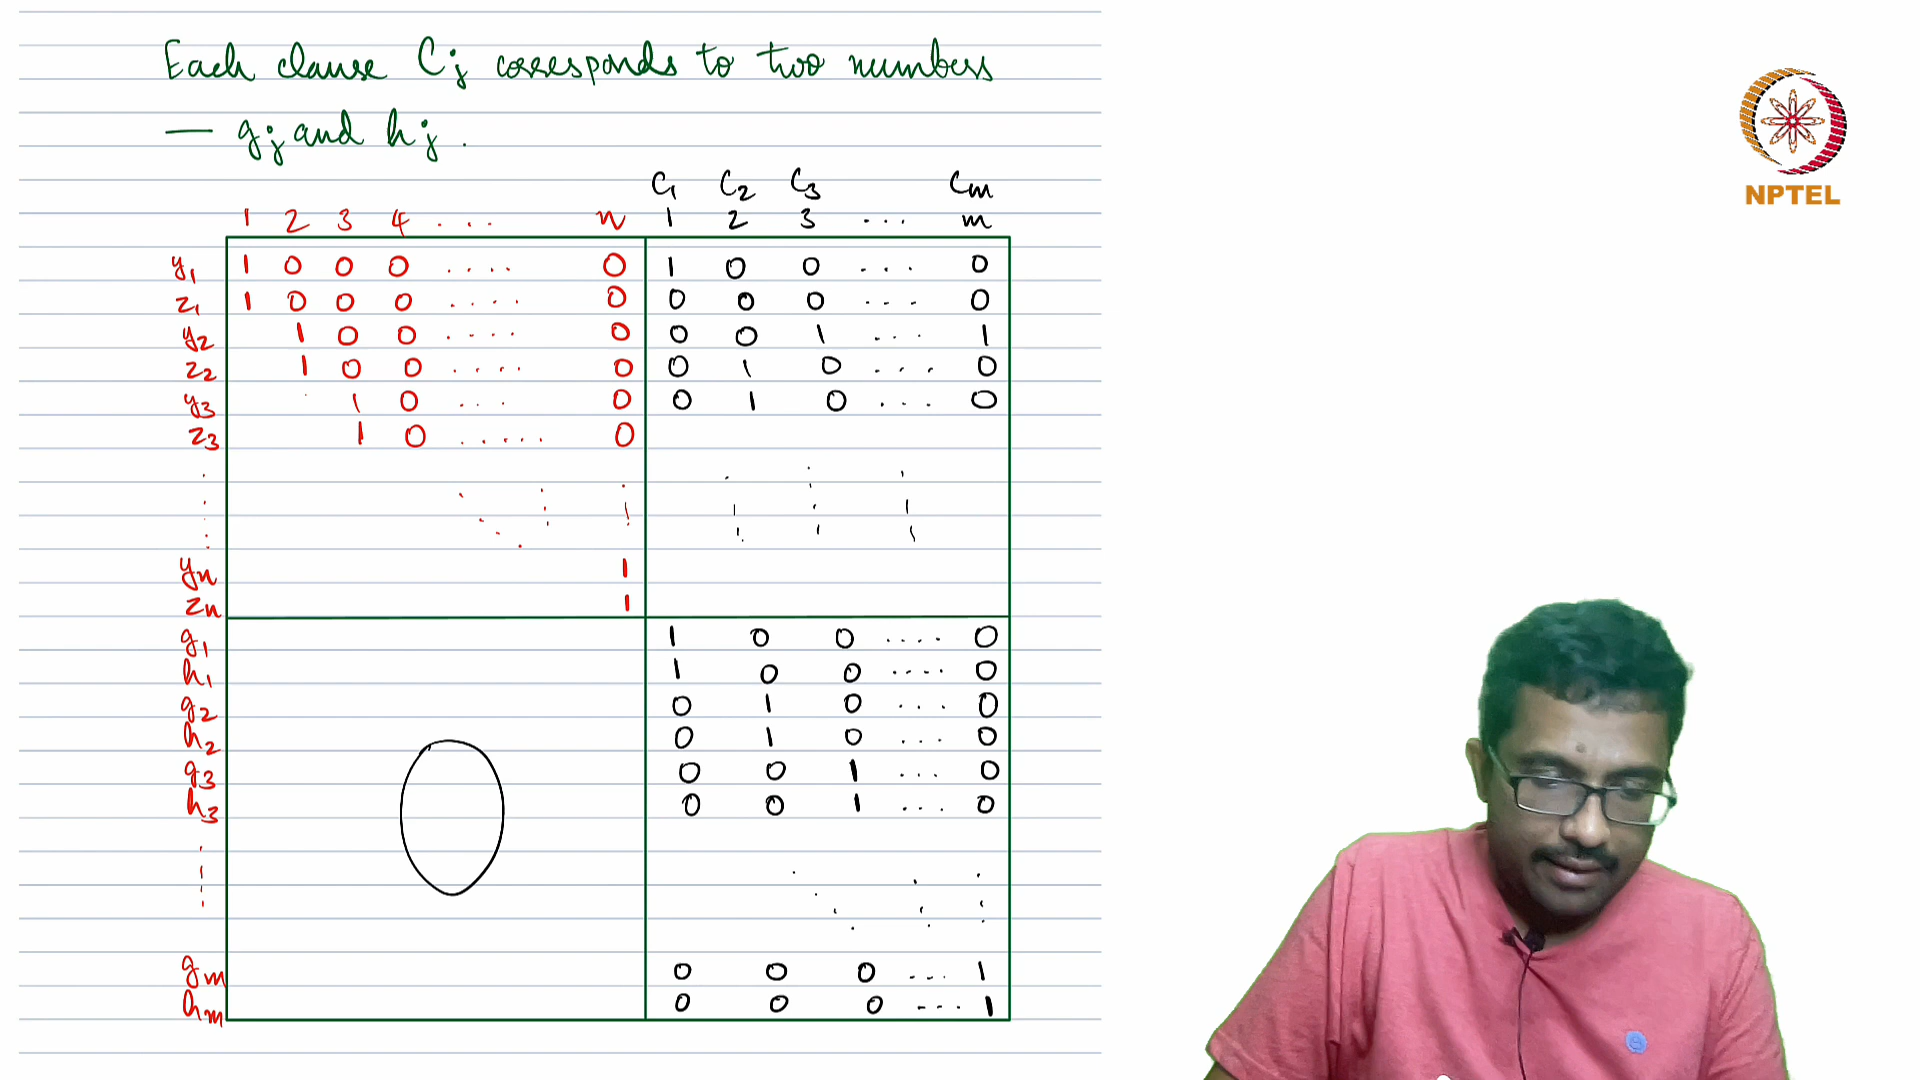 Each clause Cj corresponds to two numbers
— gj and hj.
C1 C2 C3 Cm
1 2 3 4 .... n 1 2 3 ... m
y1 1 0 0 0 .... 0 1 0 0 ... 0
z1 1 0 0 0 .... 0 0 0 0 ... 0
y2 1 0 0 .... 0 0 0 1 ... 1
z2 1 0 0 .... 0 0 1 0 ... 0
y3 1 0 ... 0 0 1 0 ... 0
z3 1 0 ..... 0
yn 1
zn 1
g1 1 0 0 .... 0
h1 1 0 0 .... 0
g2 0 1 0 ... 0
h2 0 1 0 ... 0
g3 0 0 1 ... 0
h3 0 0 1 ... 0
gm 0 0 0 ... 1
hm 0 0 0 ... 1
NPTEL